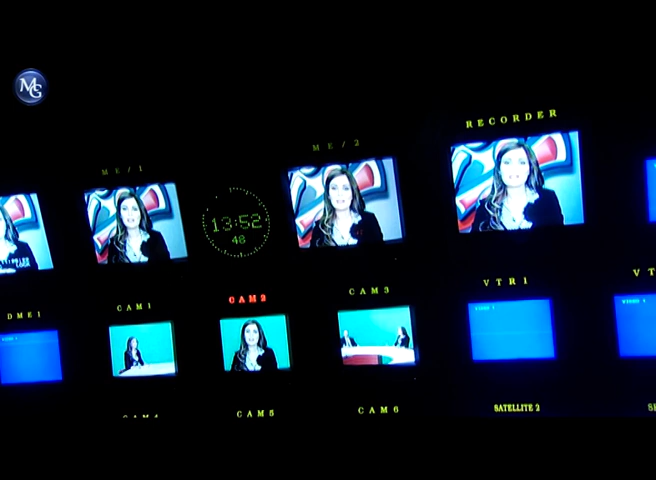 MG
RECORDER
ME/1
ME/2
13:52
48
VTR1
DME1
CAM1
CAM2
CAM3
CAM5
CAM6
SATELLITE 2